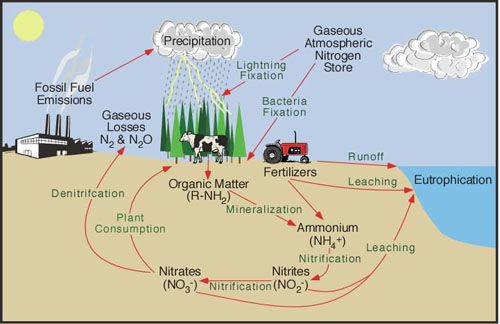 Precipitation
Gaseous
Atmospheric
Nitrogen
Store
Lightning
Fixation
Fossil Fuel
Emissions
Gaseous
Losses
N2 & N2O
Bacteria
Fixation
Runoff
Fertilizers
Leaching
Eutrophication
Organic Matter
(R-NH2)
Denitrifcation
Plant
Consumption
Mineralization
Ammonium
(NH4+)
Nitrification
Leaching
Nitrates
(NO3-)
Nitrification
Nitrites
(NO2-)